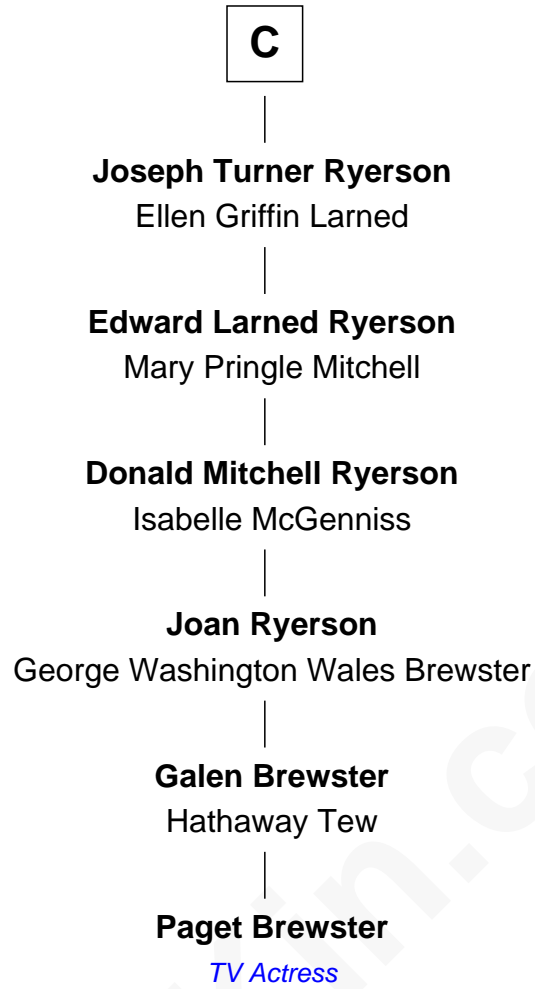 C
Joseph Turner Ryerson
Ellen Griffin Larned
Edward Larned Ryerson
Mary Pringle Mitchell
Donald Mitchell Ryerson
Isabelle McGenniss
Joan Ryerson
George Washington Wales Brewster
Galen Brewster
Hathaway Tew
Paget Brewster
TV Actress